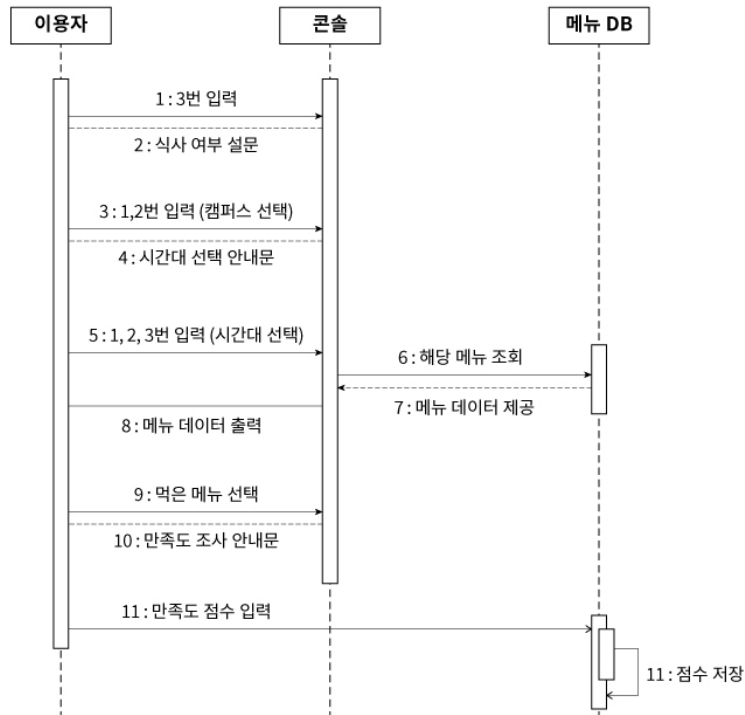 이용자
콘솔
메뉴 DB
1 : 3번 입력
2 : 식사 여부 설문
3 : 1,2번 입력 (캠퍼스 선택)
4 : 시간대 선택 안내문
5 : 1, 2, 3번 입력 (시간대 선택)
6 : 해당 메뉴 조회
7 : 메뉴 데이터 제공
8 : 메뉴 데이터 출력
9 : 먹은 메뉴 선택
10 : 만족도 조사 안내문
11 : 만족도 점수 입력
11 : 점수 저장